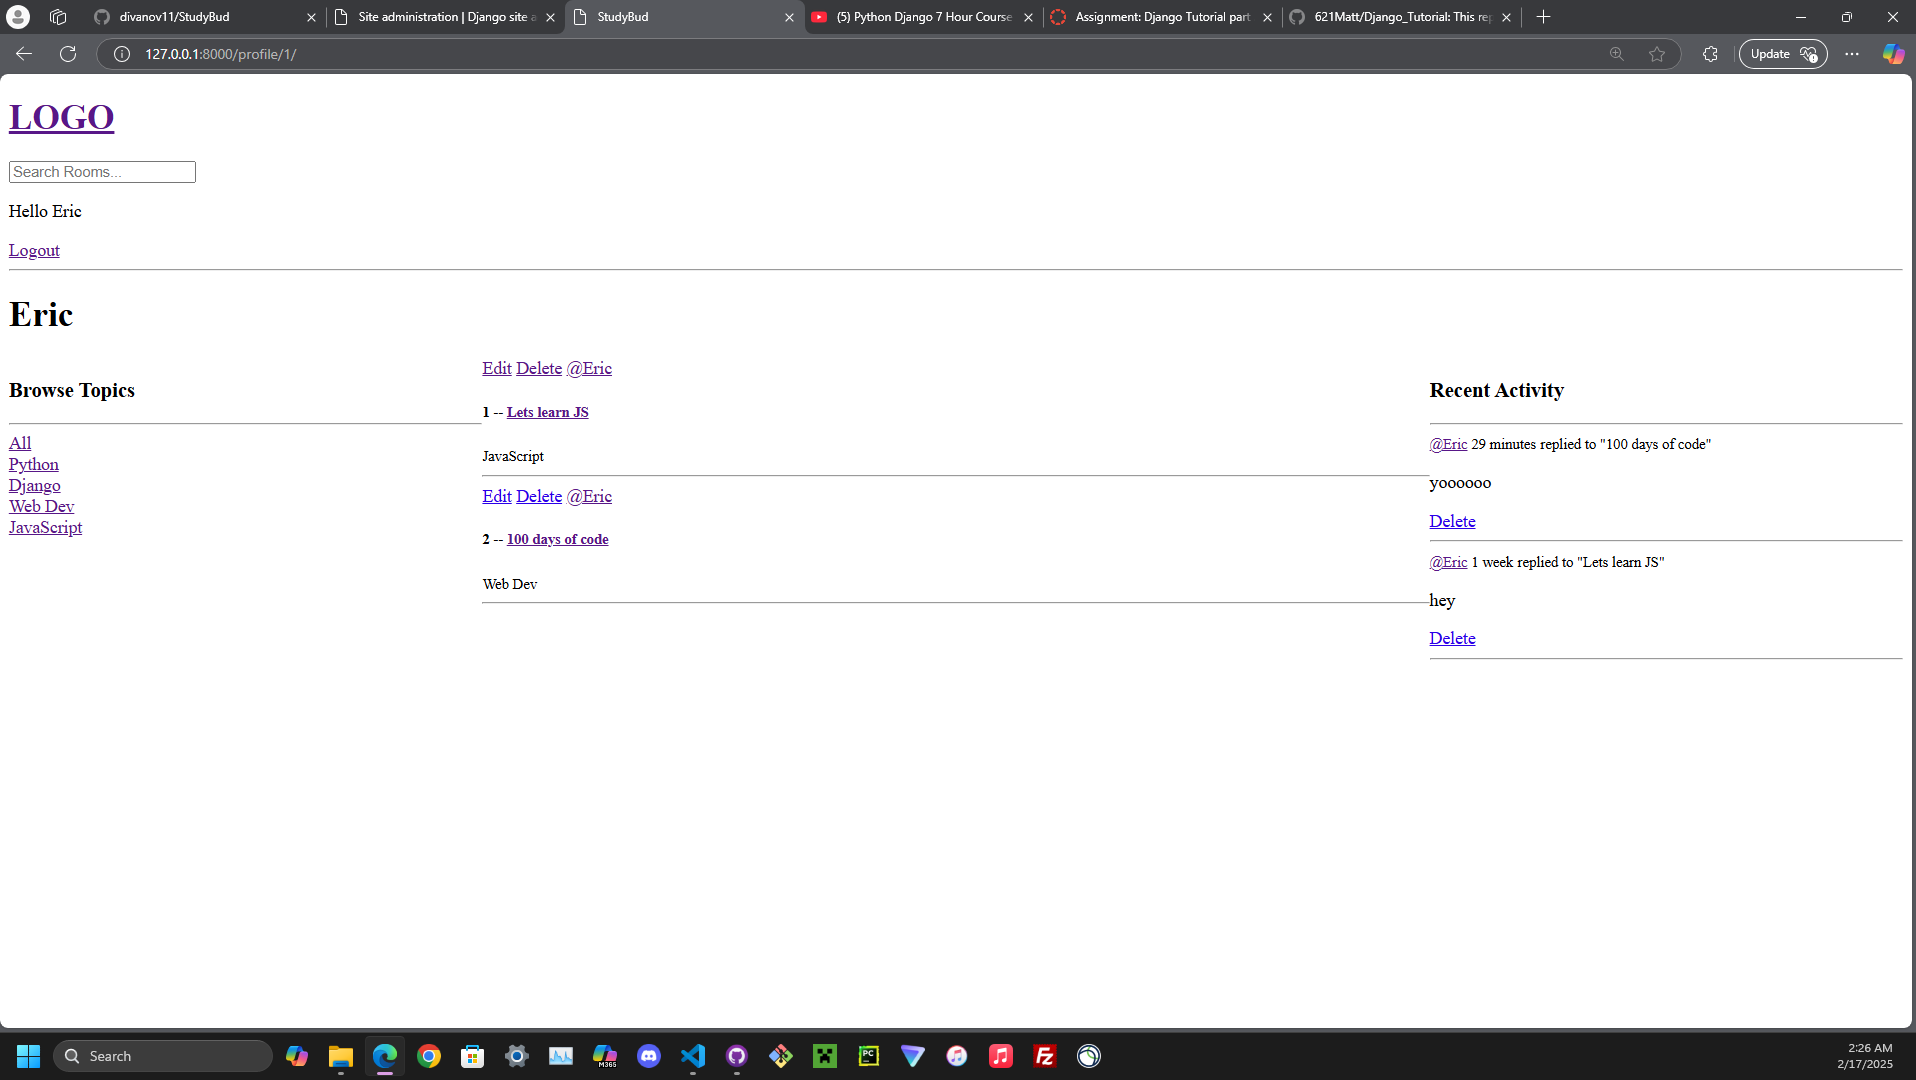 divanov11/StudyBud
Site administration | Django site a
StudyBud
(5) Python Django 7 Hour Course
Assignment: Django Tutorial part
621Matt/Django_Tutorial: This rep
127.0.0.1:8000/profile/1/
Update
LOGO
Search Rooms...
Hello Eric
Logout
Eric
Browse Topics
All
Python
Django
Web Dev
JavaScript
Edit Delete @Eric
1 -- Lets learn JS
JavaScript
Edit Delete @Eric
2 -- 100 days of code
Web Dev
Recent Activity
@Eric 29 minutes replied to "100 days of code"
yoooooo
Delete
@Eric 1 week replied to "Lets learn JS"
hey
Delete
Search
M365
PC
FZ
2:26 AM
2/17/2025